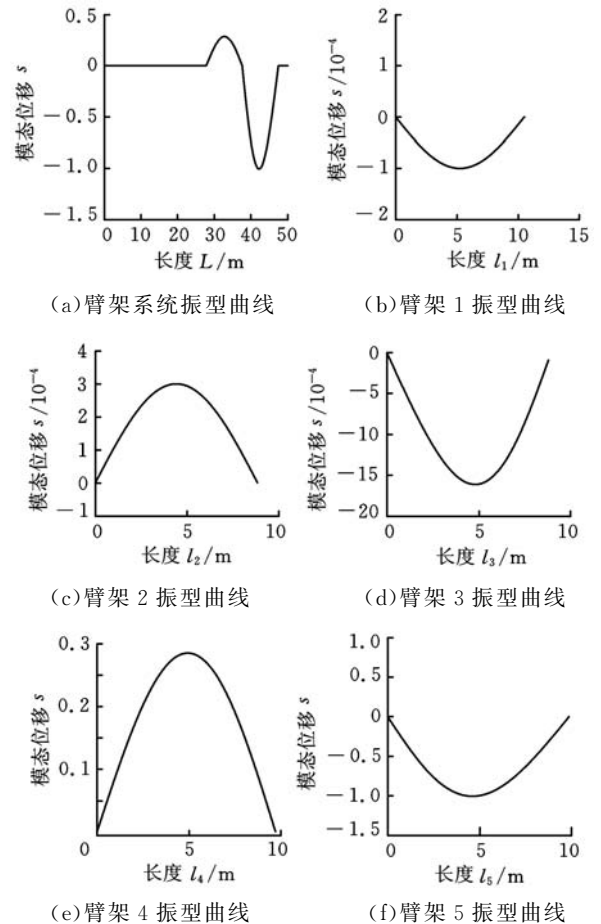 0.5
0
−0.5
−1.0
−1.5
模态位移 s
0 10 20 30 40 50
长度 L/m
(a)臂架系统振型曲线
2
1
0
−1
−2
模态位移 s/10⁻⁴
0 5 10 15
长度 l₁/m
(b)臂架 1 振型曲线
4
3
2
1
0
−1
模态位移 s/10⁻⁴
0 5 10
长度 l₂/m
(c)臂架 2 振型曲线
0
−5
−10
−15
−20
模态位移 s/10⁻⁴
0 5 10
长度 l₃/m
(d)臂架 3 振型曲线
0.3
0.2
0.1
模态位移 s
0 5 10
长度 l₄/m
(e)臂架 4 振型曲线
1.0
0.5
0
−0.5
−1.0
−1.5
模态位移 s
0 5 10
长度 l₅/m
(f)臂架 5 振型曲线